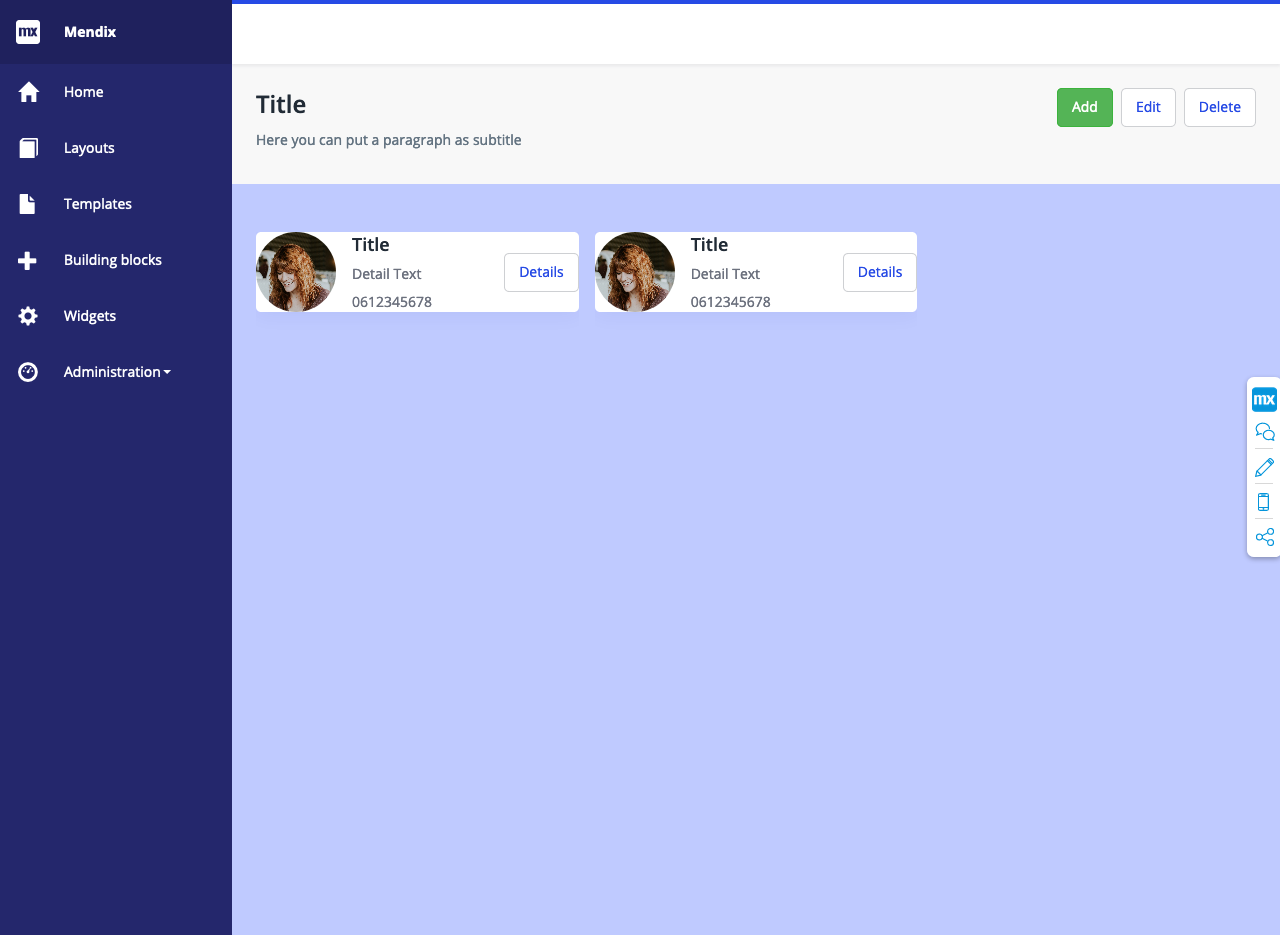 mx
Mendix
Home
Layouts
Templates
Building blocks
Widgets
Administration
Title
Here you can put a paragraph as subtitle
Add
Edit
Delete
Title
Detail Text
0612345678
Details
Title
Detail Text
0612345678
Details
mx